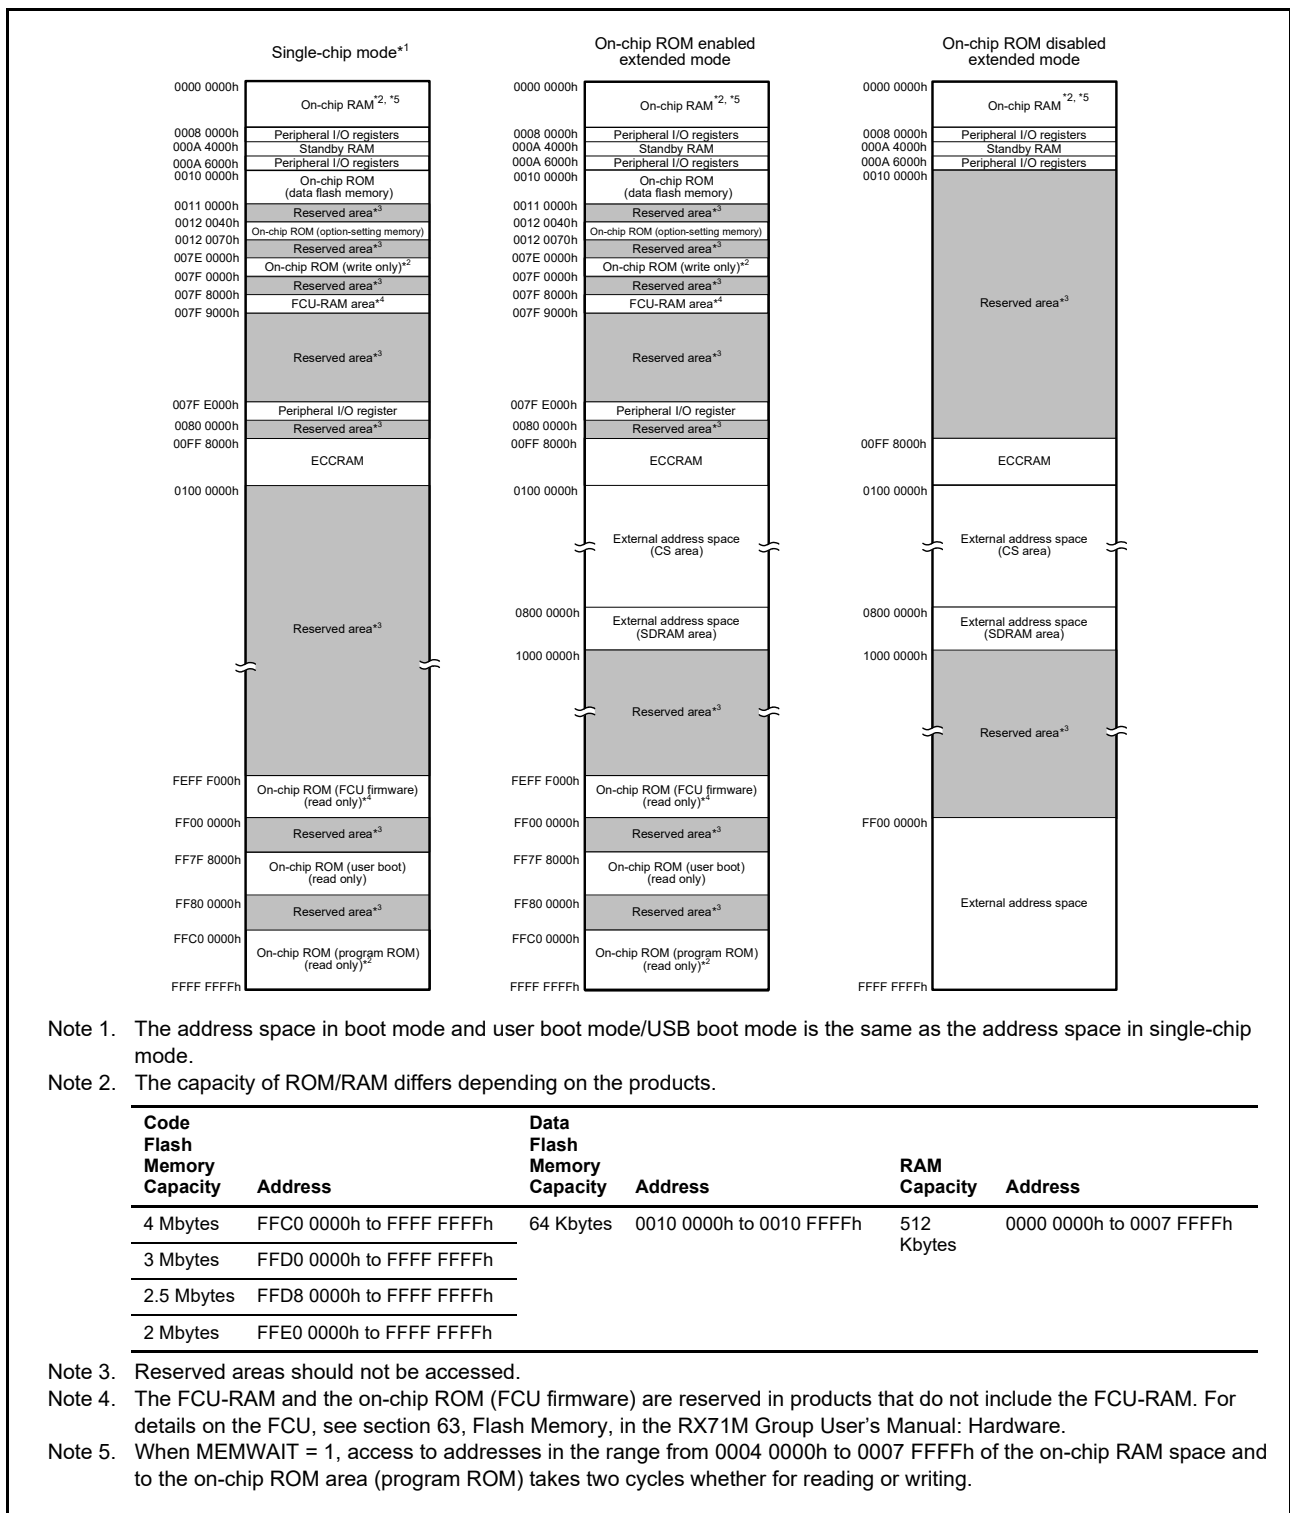 Single-chip mode*1
0000 0000h
On-chip RAM*2, *5
0008 0000h
Peripheral I/O registers
000A 4000h
Standby RAM
000A 6000h
Peripheral I/O registers
0010 0000h
On-chip ROM
(data flash memory)
0011 0000h
Reserved area*3
0012 0040h
On-chip ROM (option-setting memory)
0012 0070h
Reserved area*3
007E 0000h
On-chip ROM (write only)*2
007F 0000h
Reserved area*3
007F 8000h
FCU-RAM area*4
007F 9000h
Reserved area*3
007F E000h
Peripheral I/O register
0080 0000h
Reserved area*3
00FF 8000h
ECCRAM
0100 0000h
Reserved area*3
FEFF F000h
On-chip ROM (FCU firmware)
(read only)*4
FF00 0000h
Reserved area*3
FF7F 8000h
On-chip ROM (user boot)
(read only)
FF80 0000h
Reserved area*3
FFC0 0000h
On-chip ROM (program ROM)
(read only)*2
FFFF FFFFh
On-chip ROM enabled
extended mode
0000 0000h
On-chip RAM*2, *5
0008 0000h
Peripheral I/O registers
000A 4000h
Standby RAM
000A 6000h
Peripheral I/O registers
0010 0000h
On-chip ROM
(data flash memory)
0011 0000h
Reserved area*3
0012 0040h
On-chip ROM (option-setting memory)
0012 0070h
Reserved area*3
007E 0000h
On-chip ROM (write only)*2
007F 0000h
Reserved area*3
007F 8000h
FCU-RAM area*4
007F 9000h
Reserved area*3
007F E000h
Peripheral I/O register
0080 0000h
Reserved area*3
00FF 8000h
ECCRAM
0100 0000h
External address space
(CS area)
0800 0000h
External address space
(SDRAM area)
1000 0000h
Reserved area*3
FEFF F000h
On-chip ROM (FCU firmware)
(read only)*4
FF00 0000h
Reserved area*3
FF7F 8000h
On-chip ROM (user boot)
(read only)
FF80 0000h
Reserved area*3
FFC0 0000h
On-chip ROM (program ROM)
(read only)*2
FFFF FFFFh
On-chip ROM disabled
extended mode
0000 0000h
On-chip RAM*2, *5
0008 0000h
Peripheral I/O registers
000A 4000h
Standby RAM
000A 6000h
Peripheral I/O registers
0010 0000h
Reserved area*3
00FF 8000h
ECCRAM
0100 0000h
External address space
(CS area)
0800 0000h
External address space
(SDRAM area)
1000 0000h
Reserved area*3
FF00 0000h
External address space
FFFF FFFFh
Note 1. The address space in boot mode and user boot mode/USB boot mode is the same as the address space in single-chip
mode.
Note 2. The capacity of ROM/RAM differs depending on the products.
Code Data
Flash Flash
Memory Memory RAM
Capacity Address Capacity Address Capacity Address
4 Mbytes FFC0 0000h to FFFF FFFFh 64 Kbytes 0010 0000h to 0010 FFFFh 512 0000 0000h to 0007 FFFFh
Kbytes
3 Mbytes FFD0 0000h to FFFF FFFFh
2.5 Mbytes FFD8 0000h to FFFF FFFFh
2 Mbytes FFE0 0000h to FFFF FFFFh
Note 3. Reserved areas should not be accessed.
Note 4. The FCU-RAM and the on-chip ROM (FCU firmware) are reserved in products that do not include the FCU-RAM. For
details on the FCU, see section 63, Flash Memory, in the RX71M Group User's Manual: Hardware.
Note 5. When MEMWAIT = 1, access to addresses in the range from 0004 0000h to 0007 FFFFh of the on-chip RAM space and
to the on-chip ROM area (program ROM) takes two cycles whether for reading or writing.